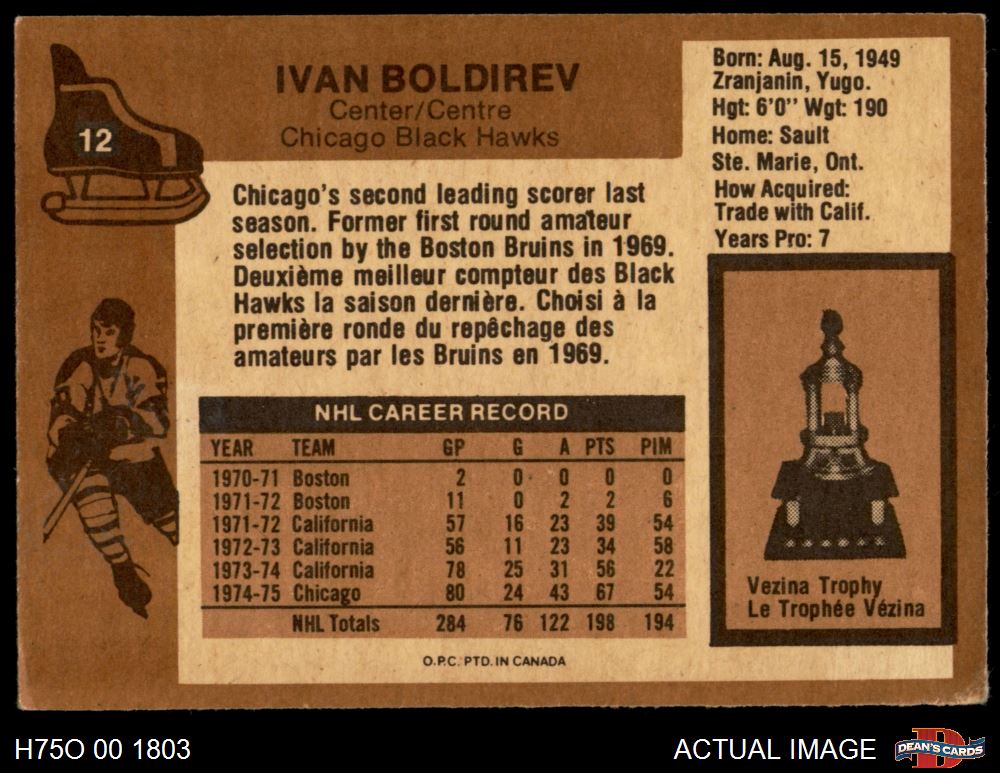 12
IVAN BOLDIREV
Center/Centre
Chicago Black Hawks
Born: Aug. 15, 1949
Zranjanin, Yugo.
Hgt: 6'0" Wgt: 190
Home: Sault
Ste. Marie, Ont.
How Acquired:
Trade with Calif.
Years Pro: 7
Chicago's second leading scorer last
season. Former first round amateur
selection by the Boston Bruins in 1969.
Deuxième meilleur compteur des Black
Hawks la saison dernière. Choisi à la
première ronde du repêchage des
amateurs par les Bruins en 1969.
NHL CAREER RECORD
YEAR TEAM GP G A PTS PIM
1970-71 Boston 2 0 0 0 0
1971-72 Boston 11 0 2 2 6
1971-72 California 57 16 23 39 54
1972-73 California 56 11 23 34 58
1973-74 California 78 25 31 56 22
1974-75 Chicago 80 24 43 67 54
NHL Totals 284 76 122 198 194
Vezina Trophy
Le Trophée Vézina
O.P.C. PTD. IN CANADA
H75O 00 1803
ACTUAL IMAGE
D
DEAN'S CARDS